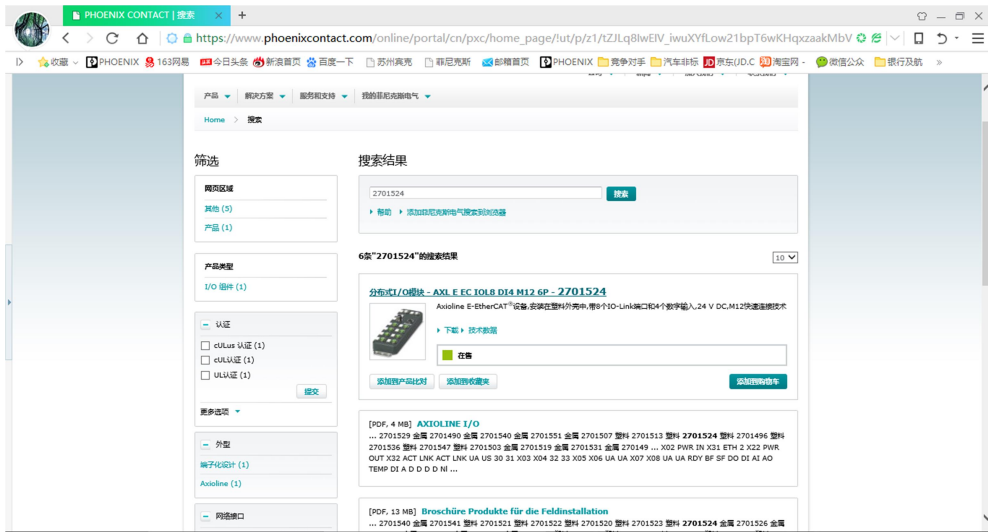 PHOENIX CONTACT | 搜索
https://www.phoenixcontact.com/online/portal/cn/pxc/home_page/!ut/p/z1/tZJLq8IwEIV_iwuXYfLow21bpT6wKHqxzaakMbV
收藏 PHOENIX 163网易 今日头条 新浪首页 百度一下 苏州宾克 菲尼克斯 邮箱首页 PHOENIX 竞争对手 汽车非标 京东(JD.C 淘宝网 - 微信公众 银行及航 »
产品 解决方案 服务和支持 我的菲尼克斯电气
Home > 搜索
筛选
网页区域
其他 (5)
产品 (1)
产品类型
I/O 组件 (1)
认证
cULus 认证 (1)
cUL认证 (1)
UL认证 (1)
提交
更多选项
外型
端子化设计 (1)
Axioline (1)
网络接口
搜索结果
2701524 搜索
帮助 添加菲尼克斯电气搜索到浏览器
6条"2701524"的搜索结果 10
分布式I/O模块 - AXL E EC IOL8 DI4 M12 6P - 2701524
Axioline E-EtherCAT®设备,安装在塑料外壳中,带8个IO-Link端口和4个数字输入,24 V DC,M12快速连接技术
下载 技术数据
在售
添加到产品比对 添加到收藏夹 添加到购物车
[PDF, 4 MB] AXIOLINE I/O
... 2701529 金属 2701490 金属 2701540 金属 2701551 金属 2701507 塑料 2701513 塑料 2701524 塑料 2701496 塑料
2701536 塑料 2701547 塑料 2701503 金属 2701519 金属 2701531 金属 270149 ... X02 PWR IN X31 ETH 2 X22 PWR
OUT X32 ACT LNK ACT LNK UA US 30 31 X03 X04 32 33 X05 X06 UA UA X07 X08 UA UA RDY BF SF DO DI AI AO
TEMP DI A D D D D NI ...
[PDF, 13 MB] Broschüre Produkte für die Feldinstallation
... 2701540 金属 2701541 塑料 2701521 塑料 2701522 塑料 2701520 塑料 2701523 塑料 2701524 金属 2701526 金属